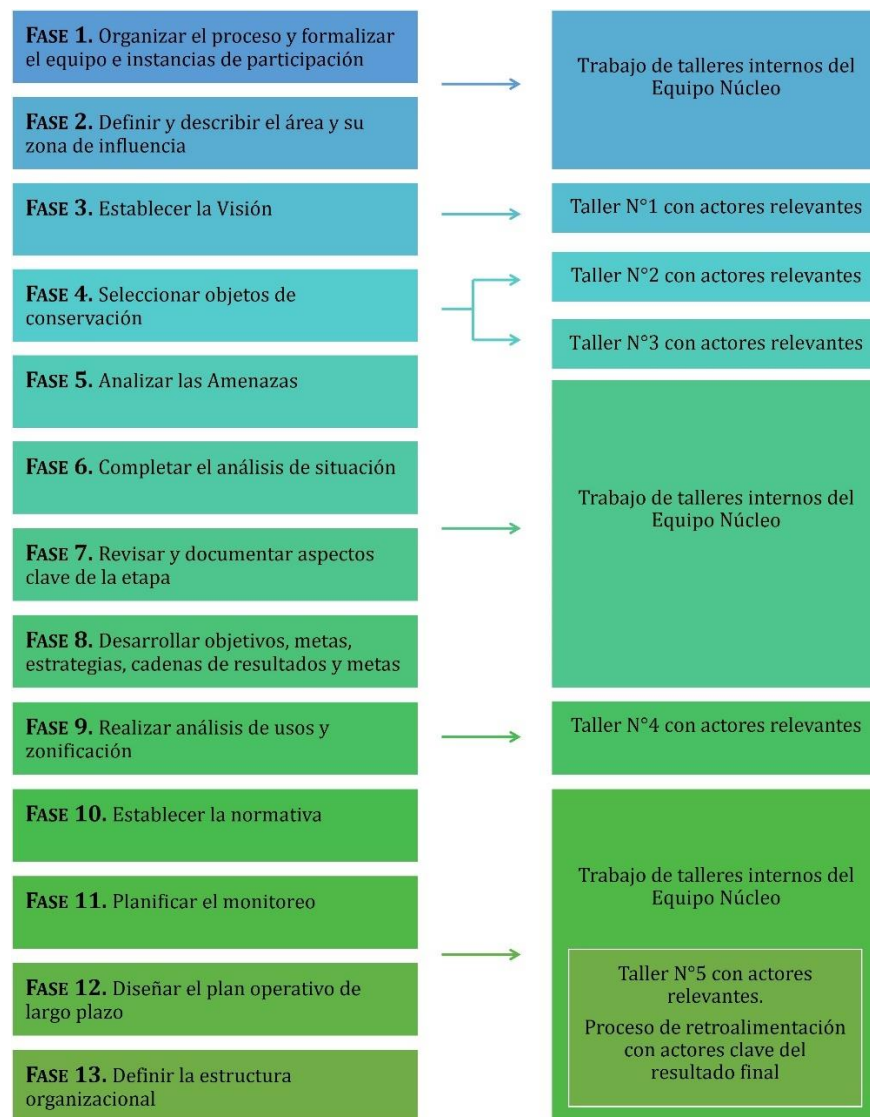 FASE 1. Organizar el proceso y formalizar
el equipo e instancias de participación
Trabajo de talleres internos del
Equipo Núcleo
FASE 2. Definir y describir el área y su
zona de influencia
FASE 3. Establecer la Visión
Taller N°1 con actores relevantes
FASE 4. Seleccionar objetos de
conservación
Taller N°2 con actores relevantes
Taller N°3 con actores relevantes
FASE 5. Analizar las Amenazas
FASE 6. Completar el análisis de situación
FASE 7. Revisar y documentar aspectos
clave de la etapa
FASE 8. Desarrollar objetivos, metas,
estrategias, cadenas de resultados y metas
Trabajo de talleres internos del
Equipo Núcleo
FASE 9. Realizar análisis de usos y
zonificación
Taller N°4 con actores relevantes
FASE 10. Establecer la normativa
FASE 11. Planificar el monitoreo
FASE 12. Diseñar el plan operativo de
largo plazo
FASE 13. Definir la estructura
organizacional
Trabajo de talleres internos del
Equipo Núcleo
Taller N°5 con actores
relevantes.
Proceso de retroalimentación
con actores clave del
resultado final